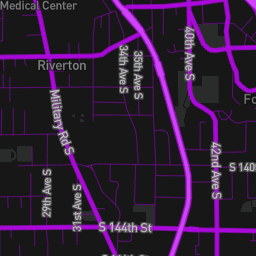 Medical Center
40th Ave S
34th Ave S
35th Ave S
Riverton
Fo
Military Rd S
S 140
42nd Ave S
29th Ave S
31st Ave S
S 144th St